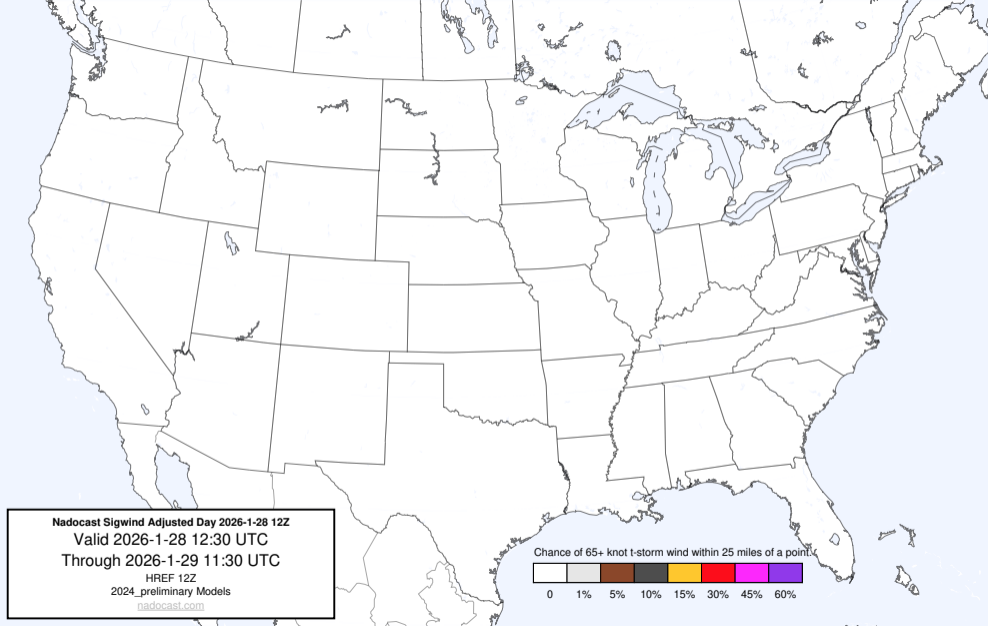 Nadocast Sigwind Adjusted Day 2026-1-28 12Z
Valid 2026-1-28 12:30 UTC
Through 2026-1-29 11:30 UTC
HREF 12Z
2024_preliminary Models
nadocast.com
Chance of 65+ knot t-storm wind within 25 miles of a point.
0 1% 5% 10% 15% 30% 45% 60%